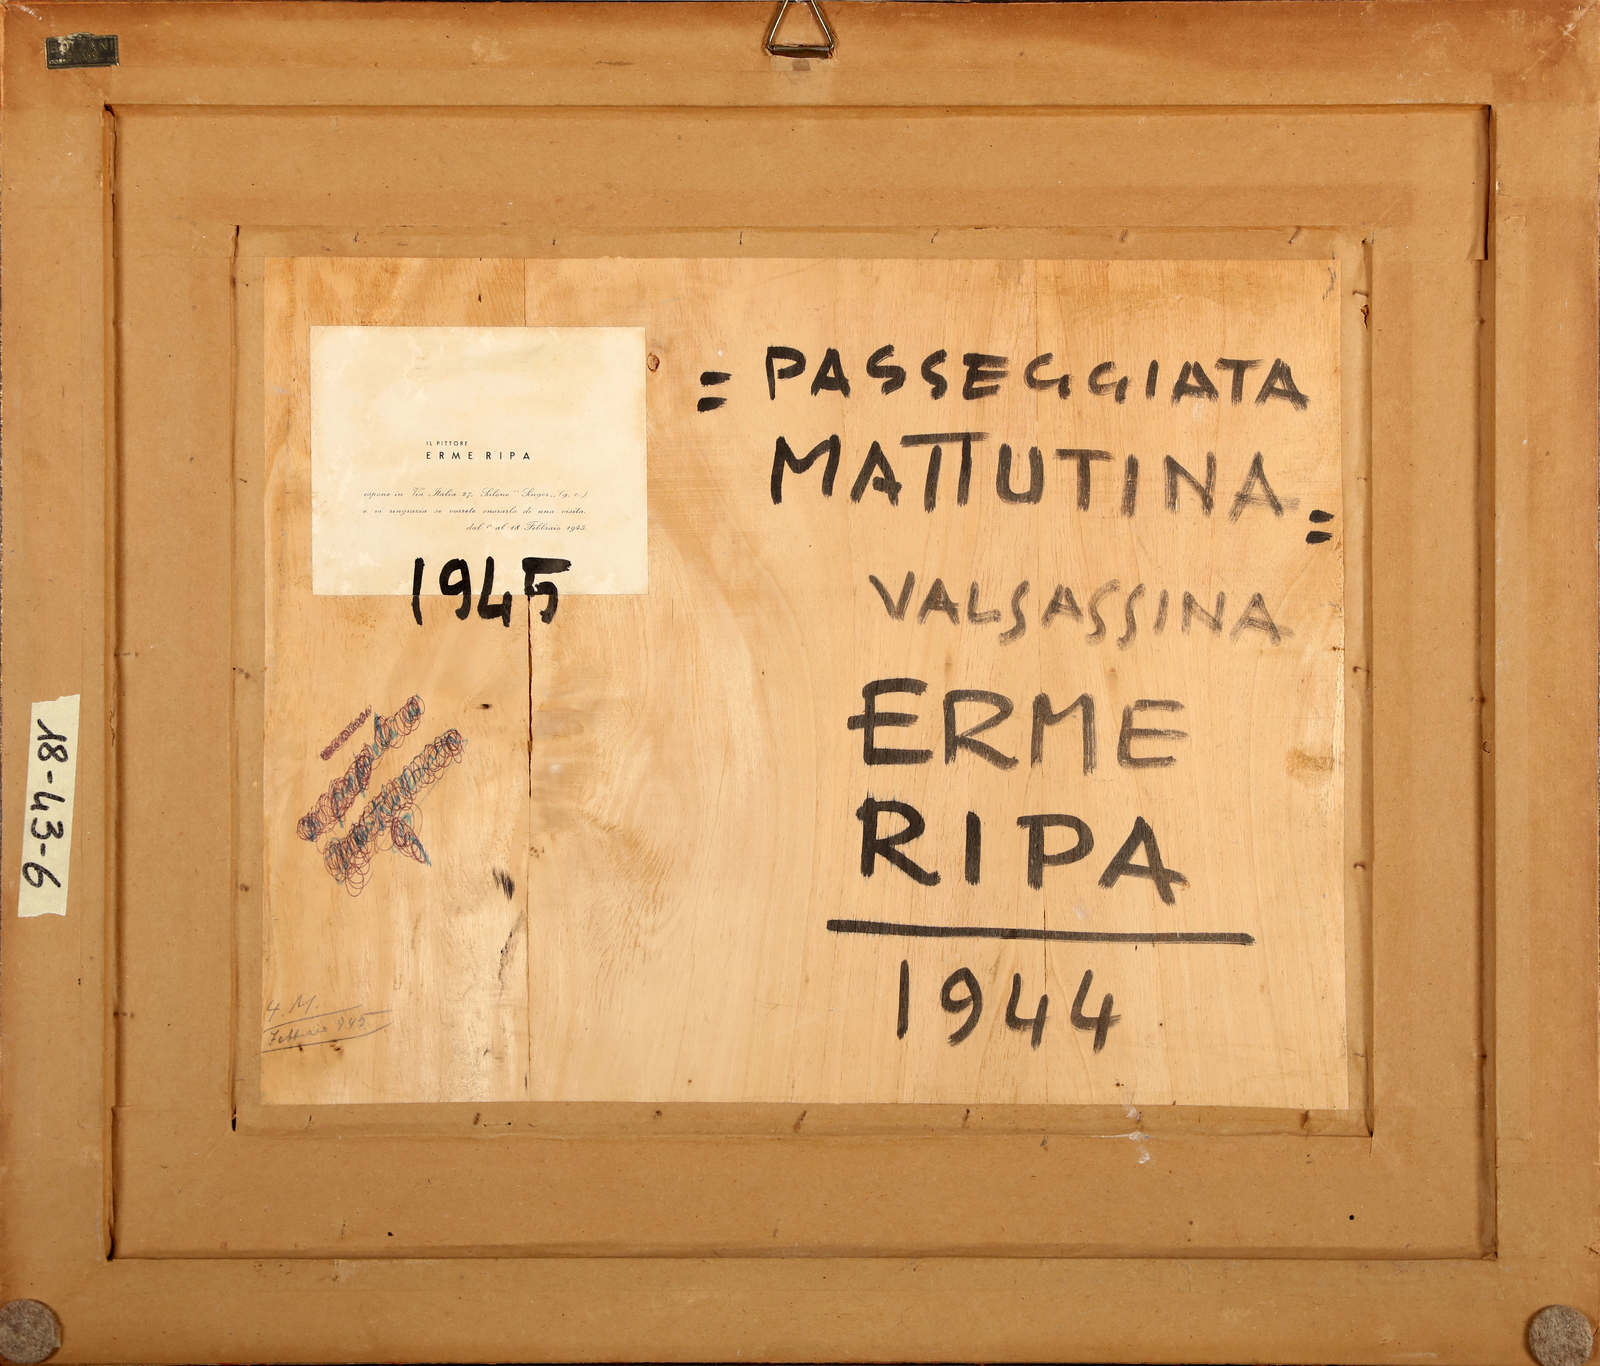 = PASSEGGIATA
MATTUTINA =
VALSASSINA
ERME
RIPA
1944
IL PITTORE
ERME RIPA
espone in Via Italia 27, Salone "Singer,, (g. c.)
e vi ringrazia se vorrete onorarlo di una visita.
dal 1° al 18 Febbraio 1945.
1945
Febbraio 945
18-43-6